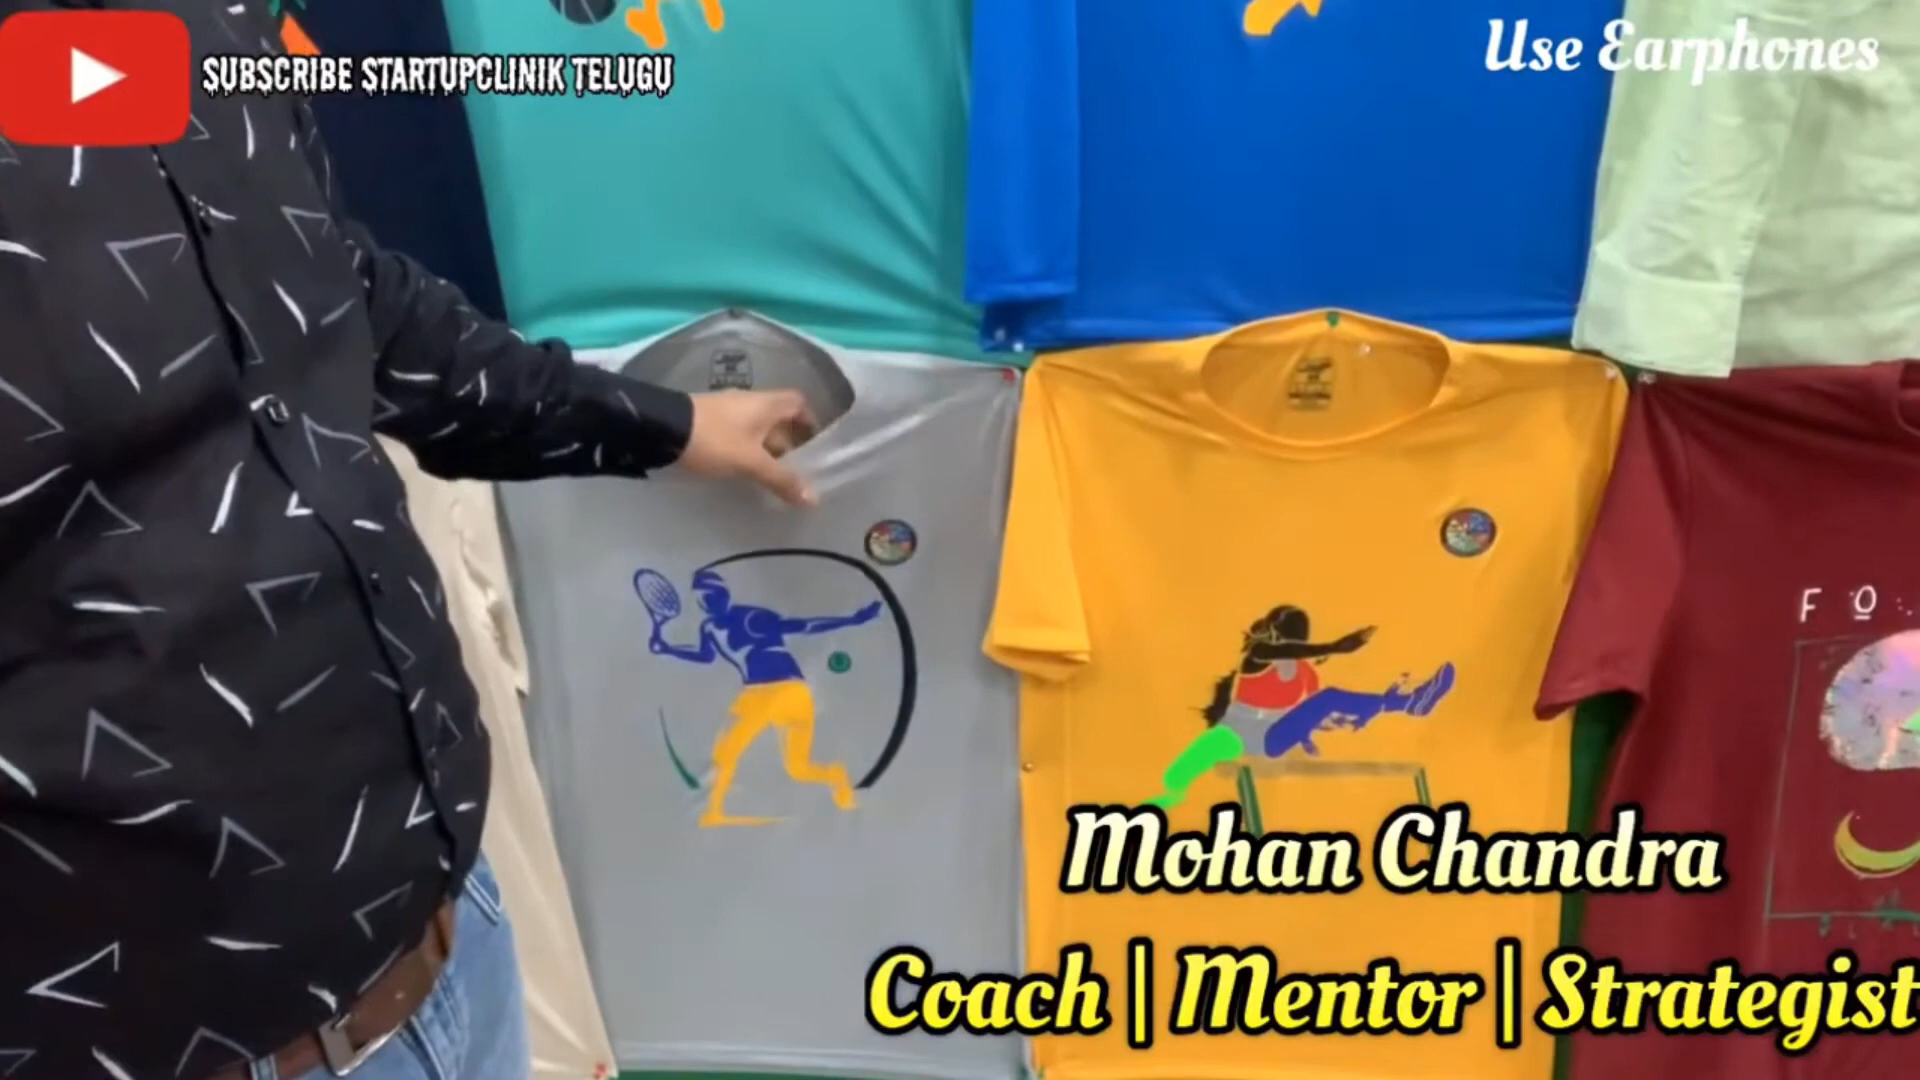 SUBSCRIBE STARTUPCLINIK TELUGU
Use Earphones
F O
Mohan Chandra
Coach | Mentor | Strategist